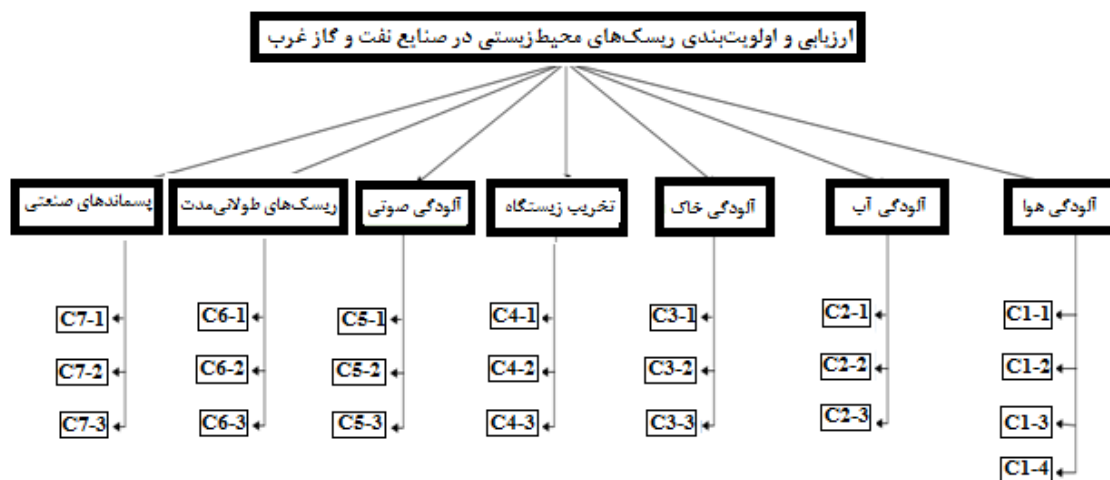 ارزیابی و اولویت‌بندی ریسک‌های محیط‌زیستی در صنایع نفت و گاز غرب
آلودگی هوا
آلودگی آب
آلودگی خاک
تخریب زیستگاه
آلودگی صوتی
ریسک‌های طولانی‌مدت
پسماندهای صنعتی
C1-1
C1-2
C1-3
C1-4
C2-1
C2-2
C2-3
C3-1
C3-2
C3-3
C4-1
C4-2
C4-3
C5-1
C5-2
C5-3
C6-1
C6-2
C6-3
C7-1
C7-2
C7-3